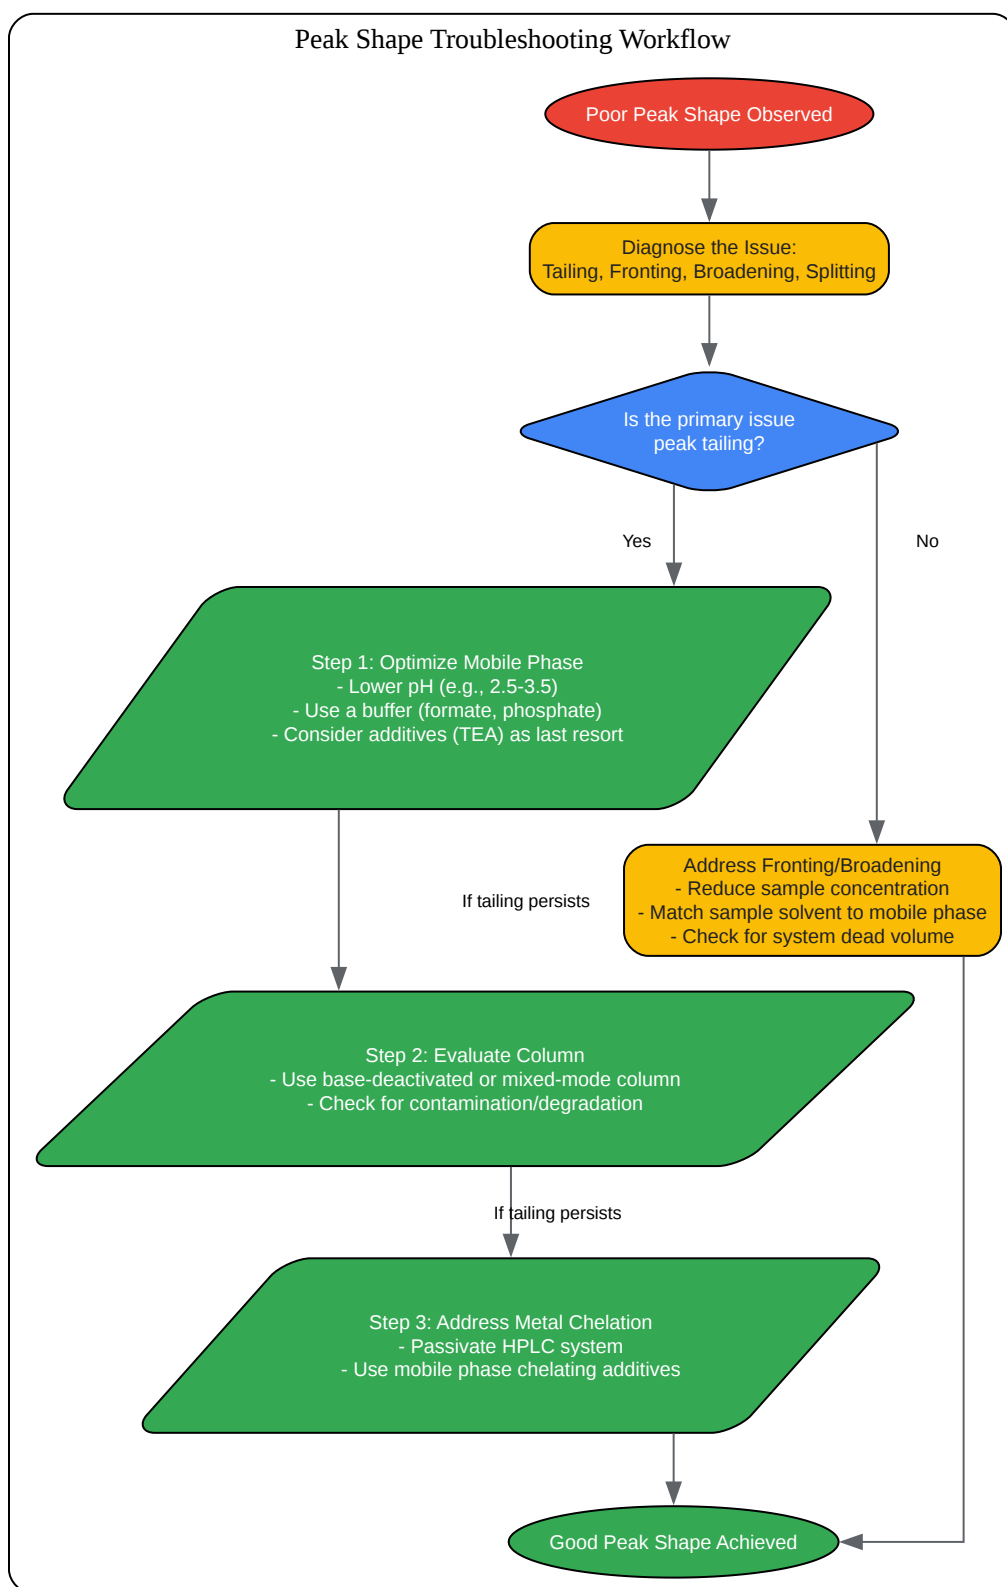 Peak Shape Troubleshooting Workflow
Poor Peak Shape Observed
Diagnose the Issue:
Tailing, Fronting, Broadening, Splitting
Is the primary issue
peak tailing?
Yes
No
Step 1: Optimize Mobile Phase
- Lower pH (e.g., 2.5-3.5)
- Use a buffer (formate, phosphate)
- Consider additives (TEA) as last resort
Address Fronting/Broadening
- Reduce sample concentration
- Match sample solvent to mobile phase
- Check for system dead volume
If tailing persists
Step 2: Evaluate Column
- Use base-deactivated or mixed-mode column
- Check for contamination/degradation
If tailing persists
Step 3: Address Metal Chelation
- Passivate HPLC system
- Use mobile phase chelating additives
Good Peak Shape Achieved